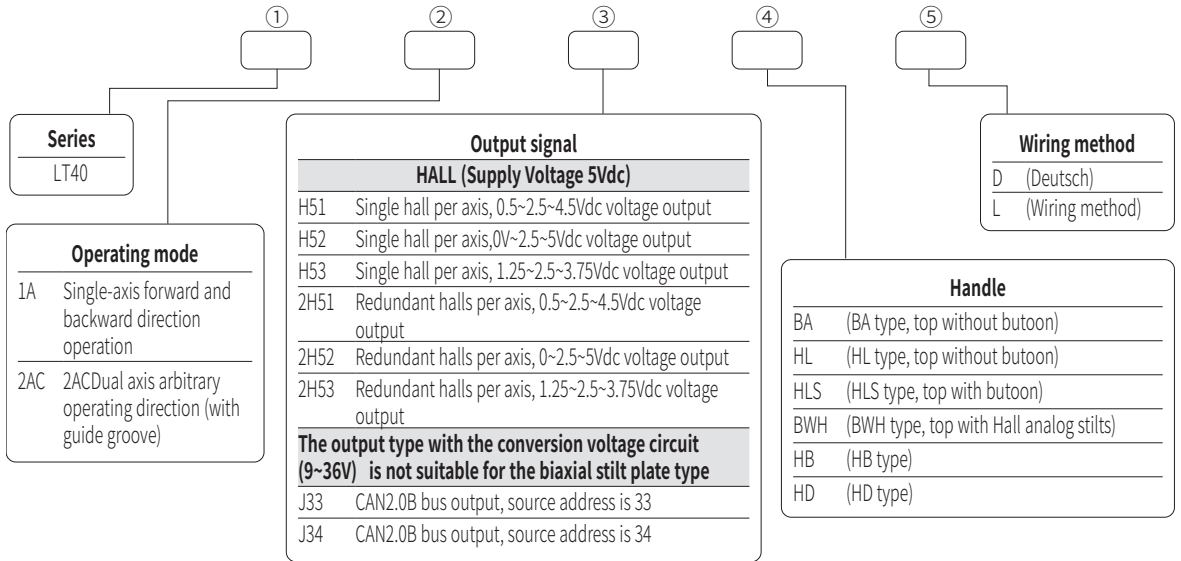 ① ② ③ ④ ⑤
Series
LT40
Operating mode
1A Single-axis forward and
backward direction
operation
2AC 2ACDual axis arbitrary
operating direction (with
guide groove)
Output signal
HALL (Supply Voltage 5Vdc)
H51 Single hall per axis, 0.5~2.5~4.5Vdc voltage output
H52 Single hall per axis,0V~2.5~5Vdc voltage output
H53 Single hall per axis, 1.25~2.5~3.75Vdc voltage output
2H51 Redundant halls per axis, 0.5~2.5~4.5Vdc voltage
output
2H52 Redundant halls per axis, 0~2.5~5Vdc voltage output
2H53 Redundant halls per axis, 1.25~2.5~3.75Vdc voltage
output
The output type with the conversion voltage circuit
(9~36V) is not suitable for the biaxial stilt plate type
J33 CAN2.0B bus output, source address is 33
J34 CAN2.0B bus output, source address is 34
Handle
BA (BA type, top without butoon)
HL (HL type, top without butoon)
HLS (HLS type, top with butoon)
BWH (BWH type, top with Hall analog stilts)
HB (HB type)
HD (HD type)
Wiring method
D (Deutsch)
L (Wiring method)